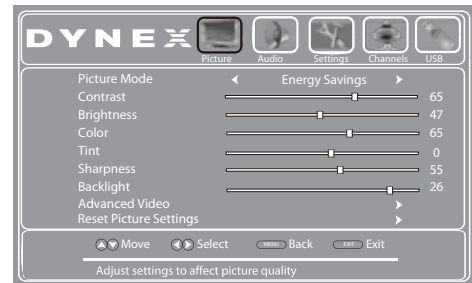 DYNEX
Picture Audio Settings Channels USB
Picture Mode Energy Savings
Contrast 65
Brightness 47
Color 65
Tint 0
Sharpness 55
Backlight 26
Advanced Video
Reset Picture Settings
Move Select MENU Back EXIT Exit
Adjust settings to affect picture quality